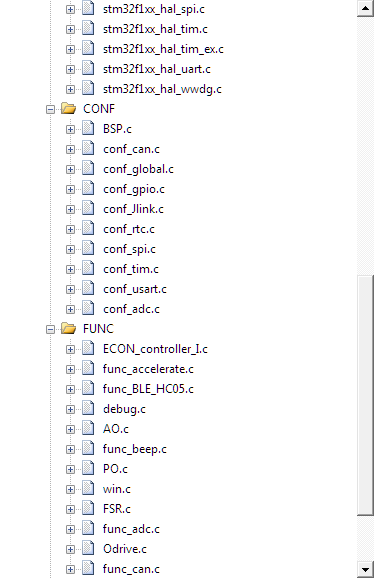 stm32f1xx_hal_spi.c
stm32f1xx_hal_tim.c
stm32f1xx_hal_tim_ex.c
stm32f1xx_hal_uart.c
stm32f1xx_hal_wwdg.c
CONF
BSP.c
conf_can.c
conf_global.c
conf_gpio.c
conf_Jlink.c
conf_rtc.c
conf_spi.c
conf_tim.c
conf_usart.c
conf_adc.c
FUNC
ECON_controller_I.c
func_accelerate.c
func_BLE_HC05.c
debug.c
AO.c
func_beep.c
PO.c
win.c
FSR.c
func_adc.c
Odrive.c
func_can.c